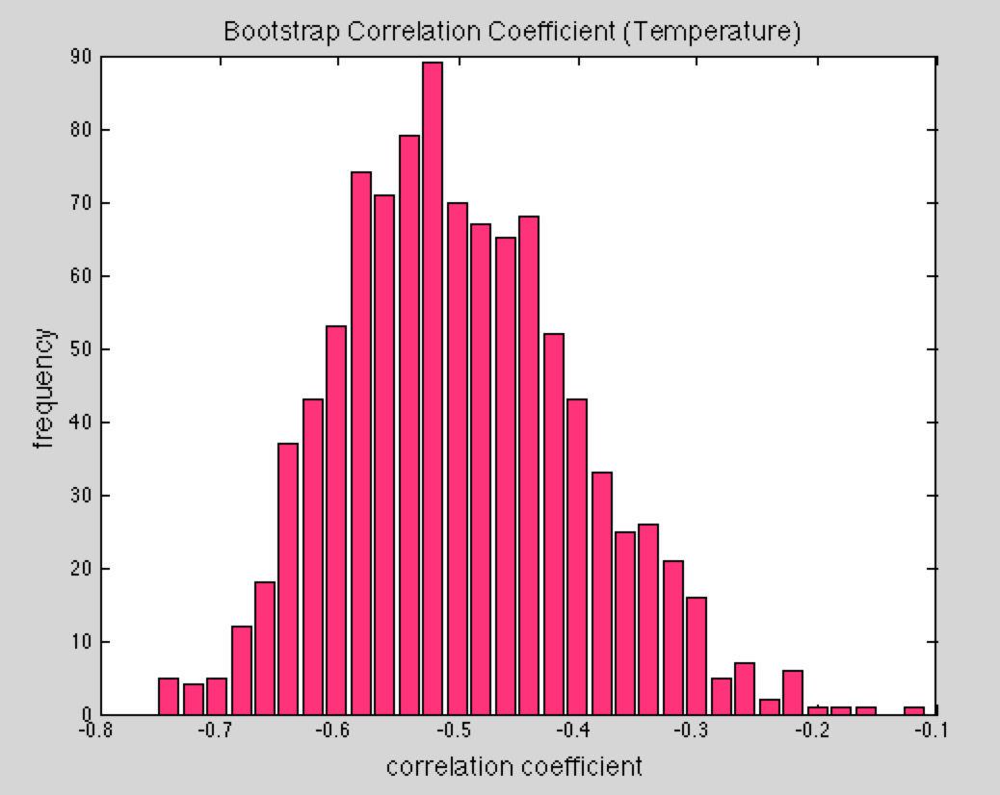 Bootstrap Correlation Coefficient (Temperature)
90
80
70
60
50
40
30
20
10
0
frequency
-0.8 -0.7 -0.6 -0.5 -0.4 -0.3 -0.2 -0.1
correlation coefficient